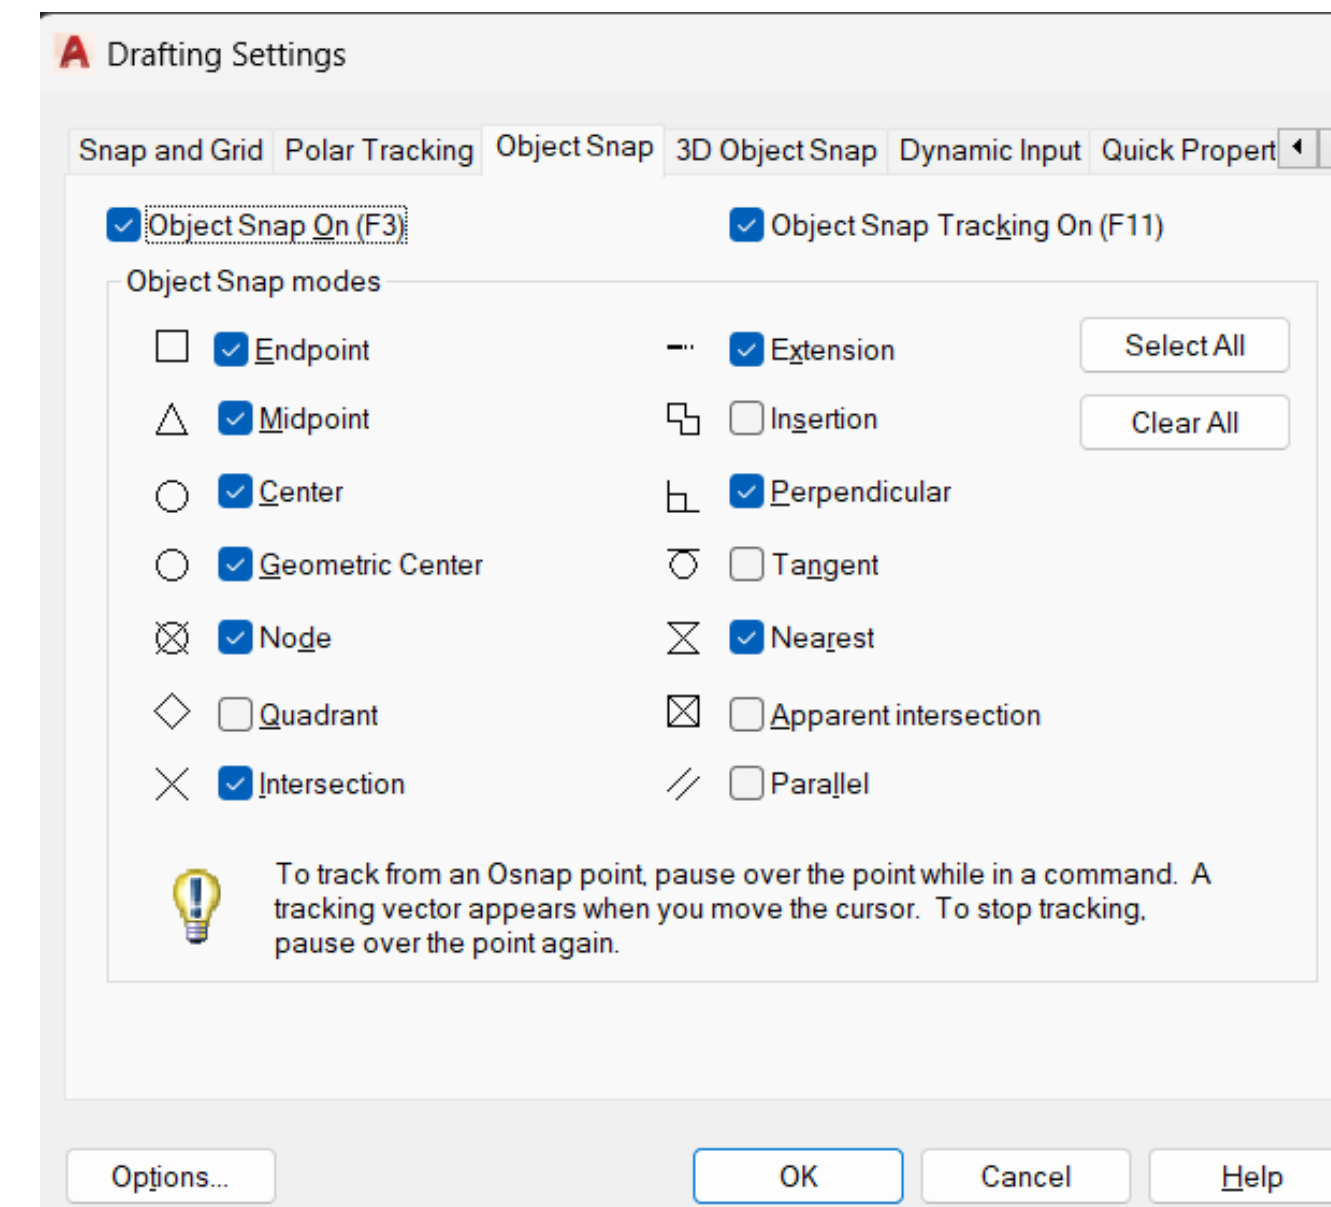 Drafting Settings
Snap and Grid Polar Tracking Object Snap 3D Object Snap Dynamic Input Quick Propert
Object Snap On (F3) Object Snap Tracking On (F11)
Object Snap modes
Endpoint Extension Select All
Midpoint Insertion Clear All
Center Perpendicular
Geometric Center Tangent
Node Nearest
Quadrant Apparent intersection
Intersection Parallel
To track from an Osnap point, pause over the point while in a command. A
tracking vector appears when you move the cursor. To stop tracking,
pause over the point again.
Options... OK Cancel Help